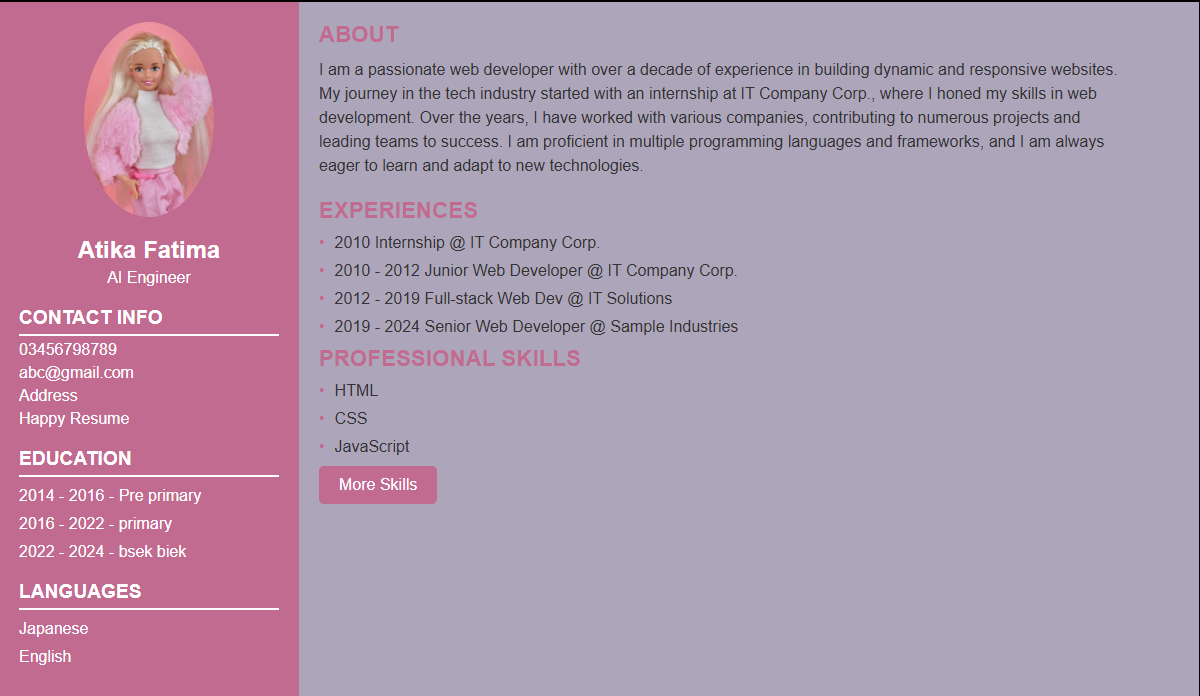 Atika Fatima
AI Engineer
CONTACT INFO
03456798789
abc@gmail.com
Address
Happy Resume
EDUCATION
2014 - 2016 - Pre primary
2016 - 2022 - primary
2022 - 2024 - bsek biek
LANGUAGES
Japanese
English
ABOUT
I am a passionate web developer with over a decade of experience in building dynamic and responsive websites.
My journey in the tech industry started with an internship at IT Company Corp., where I honed my skills in web
development. Over the years, I have worked with various companies, contributing to numerous projects and
leading teams to success. I am proficient in multiple programming languages and frameworks, and I am always
eager to learn and adapt to new technologies.
EXPERIENCES
• 2010 Internship @ IT Company Corp.
• 2010 - 2012 Junior Web Developer @ IT Company Corp.
• 2012 - 2019 Full-stack Web Dev @ IT Solutions
• 2019 - 2024 Senior Web Developer @ Sample Industries
PROFESSIONAL SKILLS
• HTML
• CSS
• JavaScript
More Skills